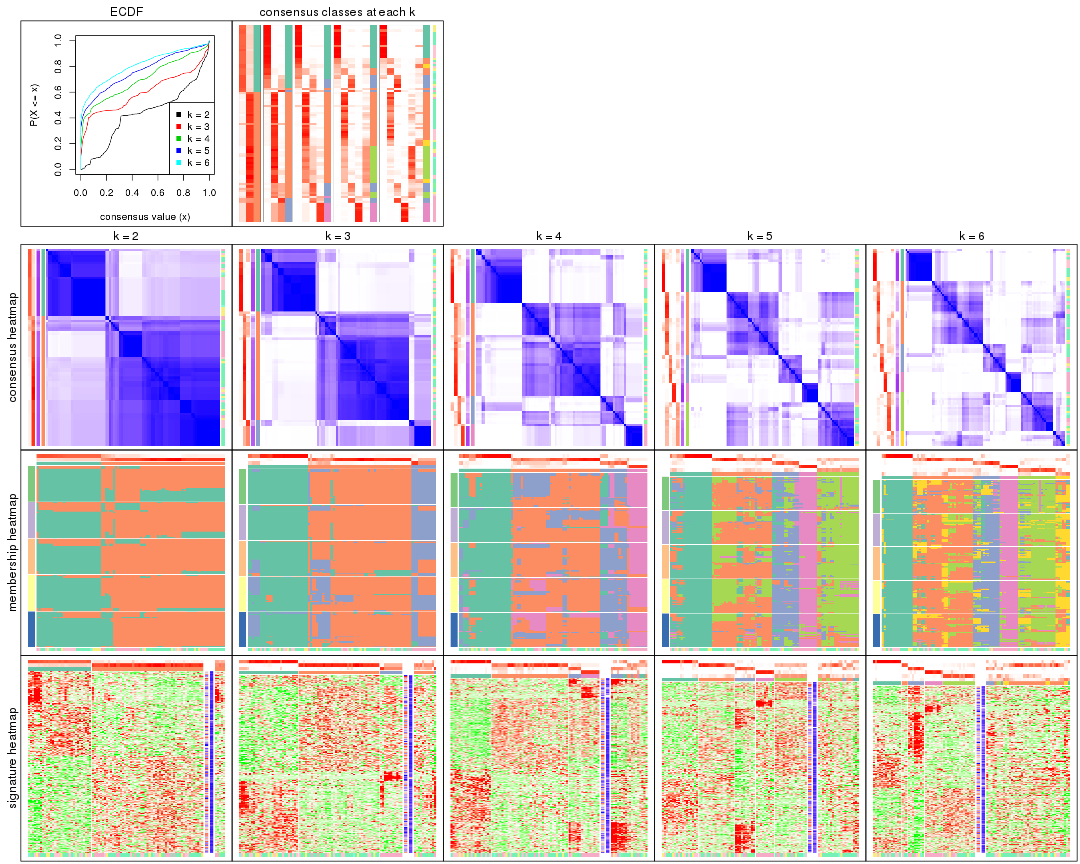 ECDF
consensus classes at each k
P(X <= x)
0.0 0.2 0.4 0.6 0.8 1.0
k = 2
k = 3
k = 4
k = 5
k = 6
0.0 0.2 0.4 0.6 0.8 1.0
consensus value (x)
k = 2 k = 3 k = 4 k = 5 k = 6
consensus heatmap
membership heatmap
signature heatmap